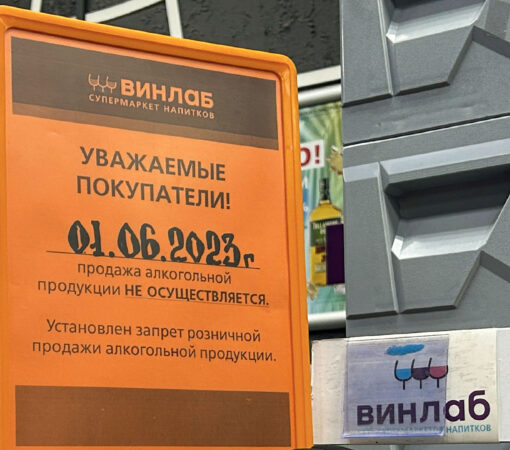 ВИНЛАБ
СУПЕРМАРКЕТ НАПИТКОВ
УВАЖАЕМЫЕ
ПОКУПАТЕЛИ!
01.06.2023г
продажа алкогольной
продукции НЕ ОСУЩЕСТВЛЯЕТСЯ.
Установлен запрет розничной
продажи алкогольной продукции.
О!
ВИНЛАБ
НАПИТКОВ